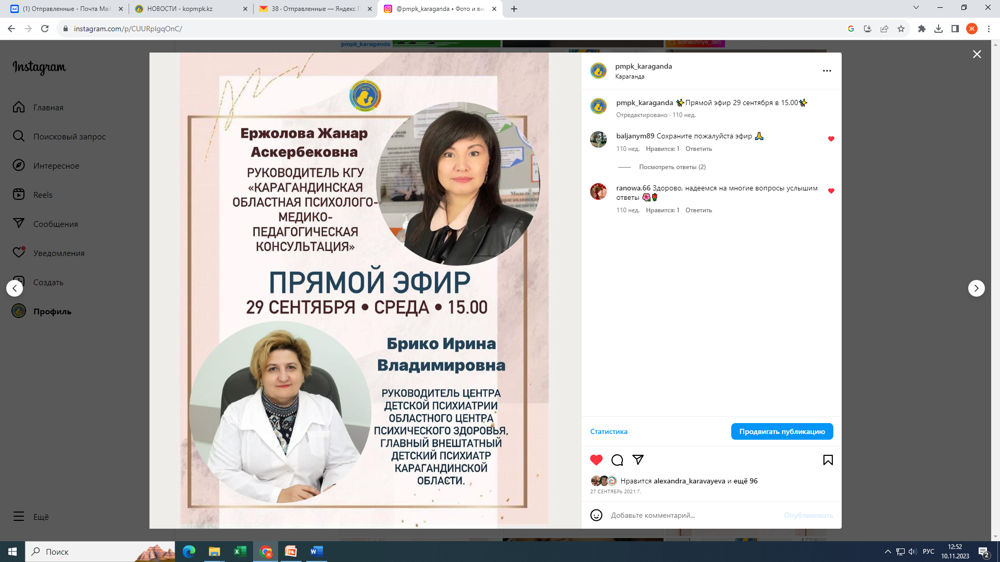 (1) Отправленные - Почта Mail
НОВОСТИ - kopmpk.kz
38 · Отправленные — Яндекс П
@pmpk_karaganda • Фото и ви
instagram.com/p/CUURpIgqOnC/
Ж
pmpk_karaganda
solnechnye_deti
Instagram
Главная
Поисковый запрос
Интересное
Reels
Сообщения
Уведомления
Создать
Профиль
Ещё
ПМПК
Ержолова Жанар
Аскербековна
РУКОВОДИТЕЛЬ КГУ
«КАРАГАНДИНСКАЯ
ОБЛАСТНАЯ ПСИХОЛОГО-
МЕДИКО-
ПЕДАГОГИЧЕСКАЯ
КОНСУЛЬТАЦИЯ»
ПРЯМОЙ ЭФИР
29 СЕНТЯБРЯ • СРЕДА • 15.00
Брико Ирина
Владимировна
РУКОВОДИТЕЛЬ ЦЕНТРА
ДЕТСКОЙ ПСИХИАТРИИ
ОБЛАСТНОГО ЦЕНТРА
ПСИХИЧЕСКОГО ЗДОРОВЬЯ,
ГЛАВНЫЙ ВНЕШТАТНЫЙ
ДЕТСКИЙ ПСИХИАТР
КАРАГАНДИНСКОЙ
ОБЛАСТИ.
pmpk_karaganda
Караганда
pmpk_karaganda ✨Прямой эфир 29 сентября в 15.00✨
Отредактировано · 110 нед.
baljanym89 Сохраните пожалуйста эфир 🙏
110 нед. Нравится: 1 Ответить
Посмотреть ответы (2)
ranowa.66 Здорово, надеемся на многие вопросы услышим
ответы 🌺🌹
110 нед. Нравится: 1 Ответить
Статистика
Продвигать публикацию
Нравится alexandra_karavayeva и ещё 96
27 СЕНТЯБРЬ 2021 Г.
Добавьте комментарий...
Опубликовать
Поиск
РУС
12:52
10.11.2023
2